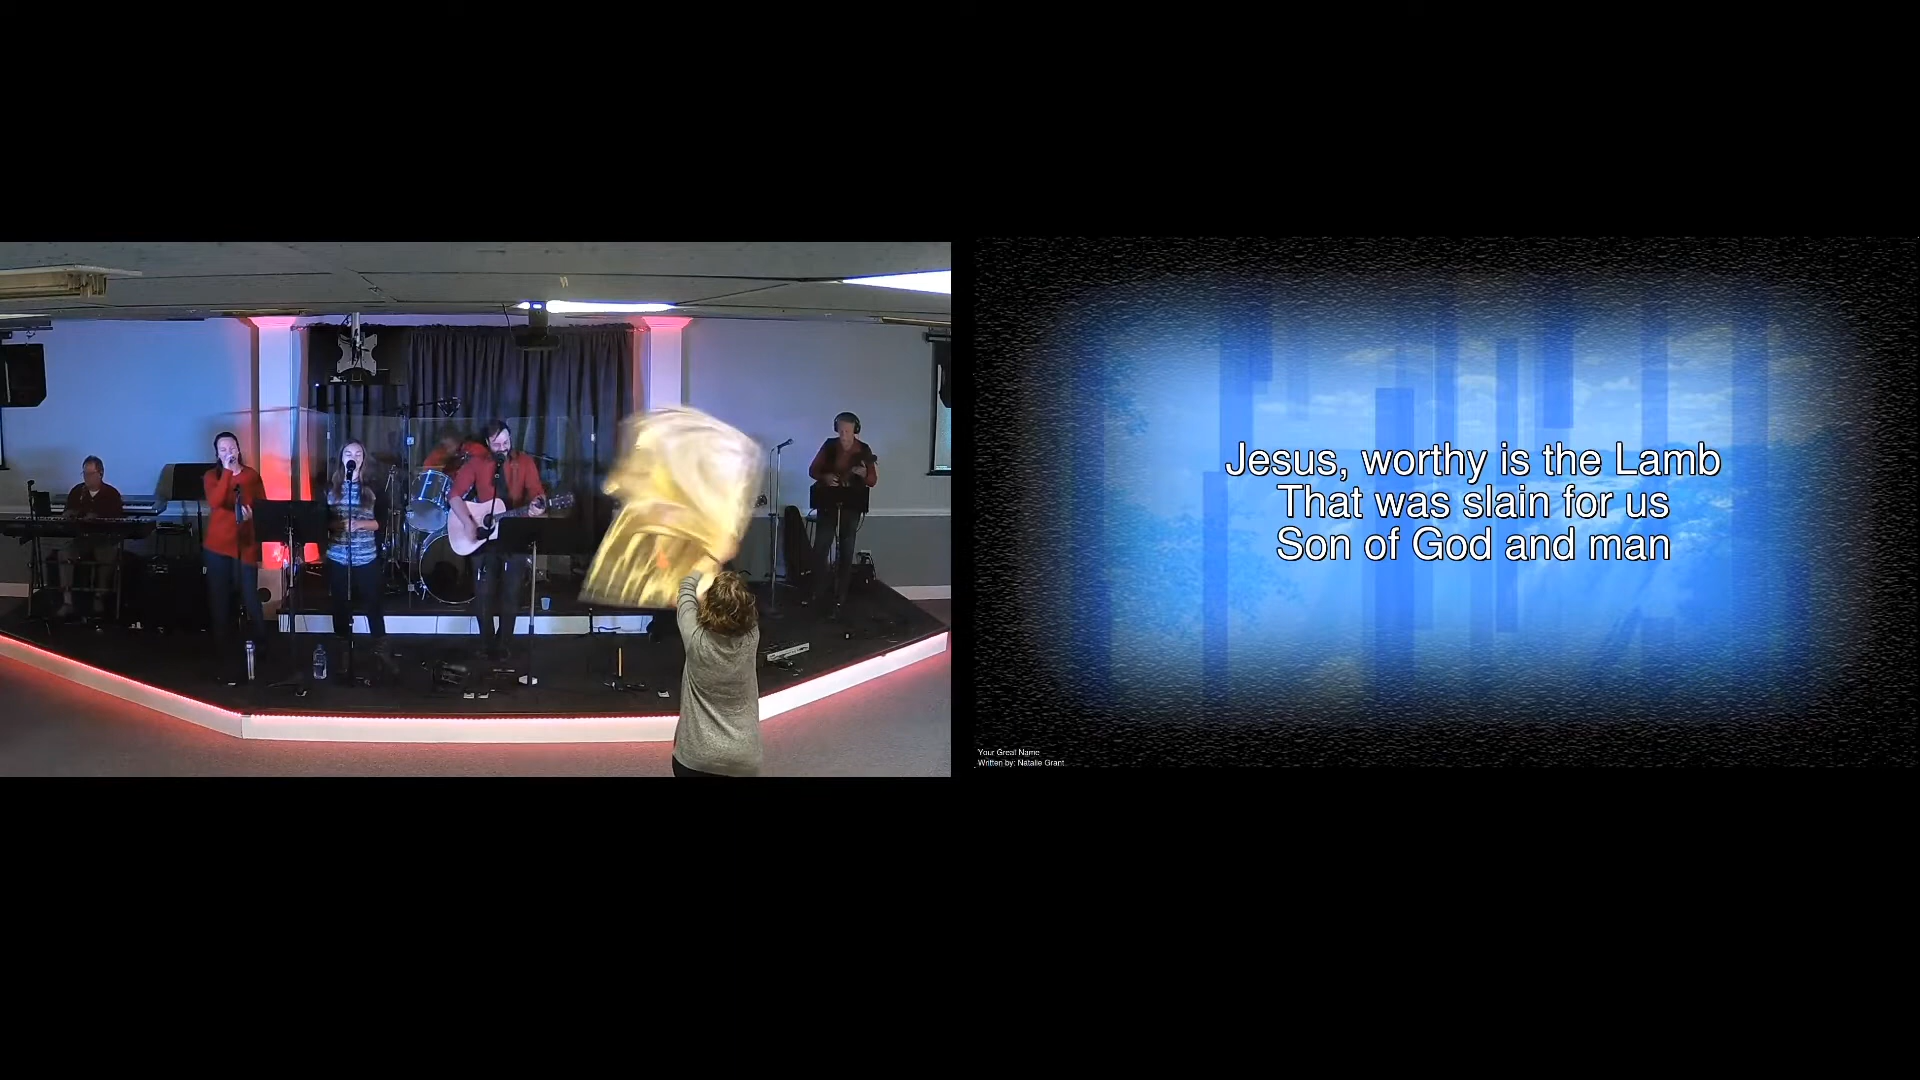 Jesus, worthy is the Lamb
That was slain for us
Son of God and man
Your Great Name
Written by: Natalie Grant